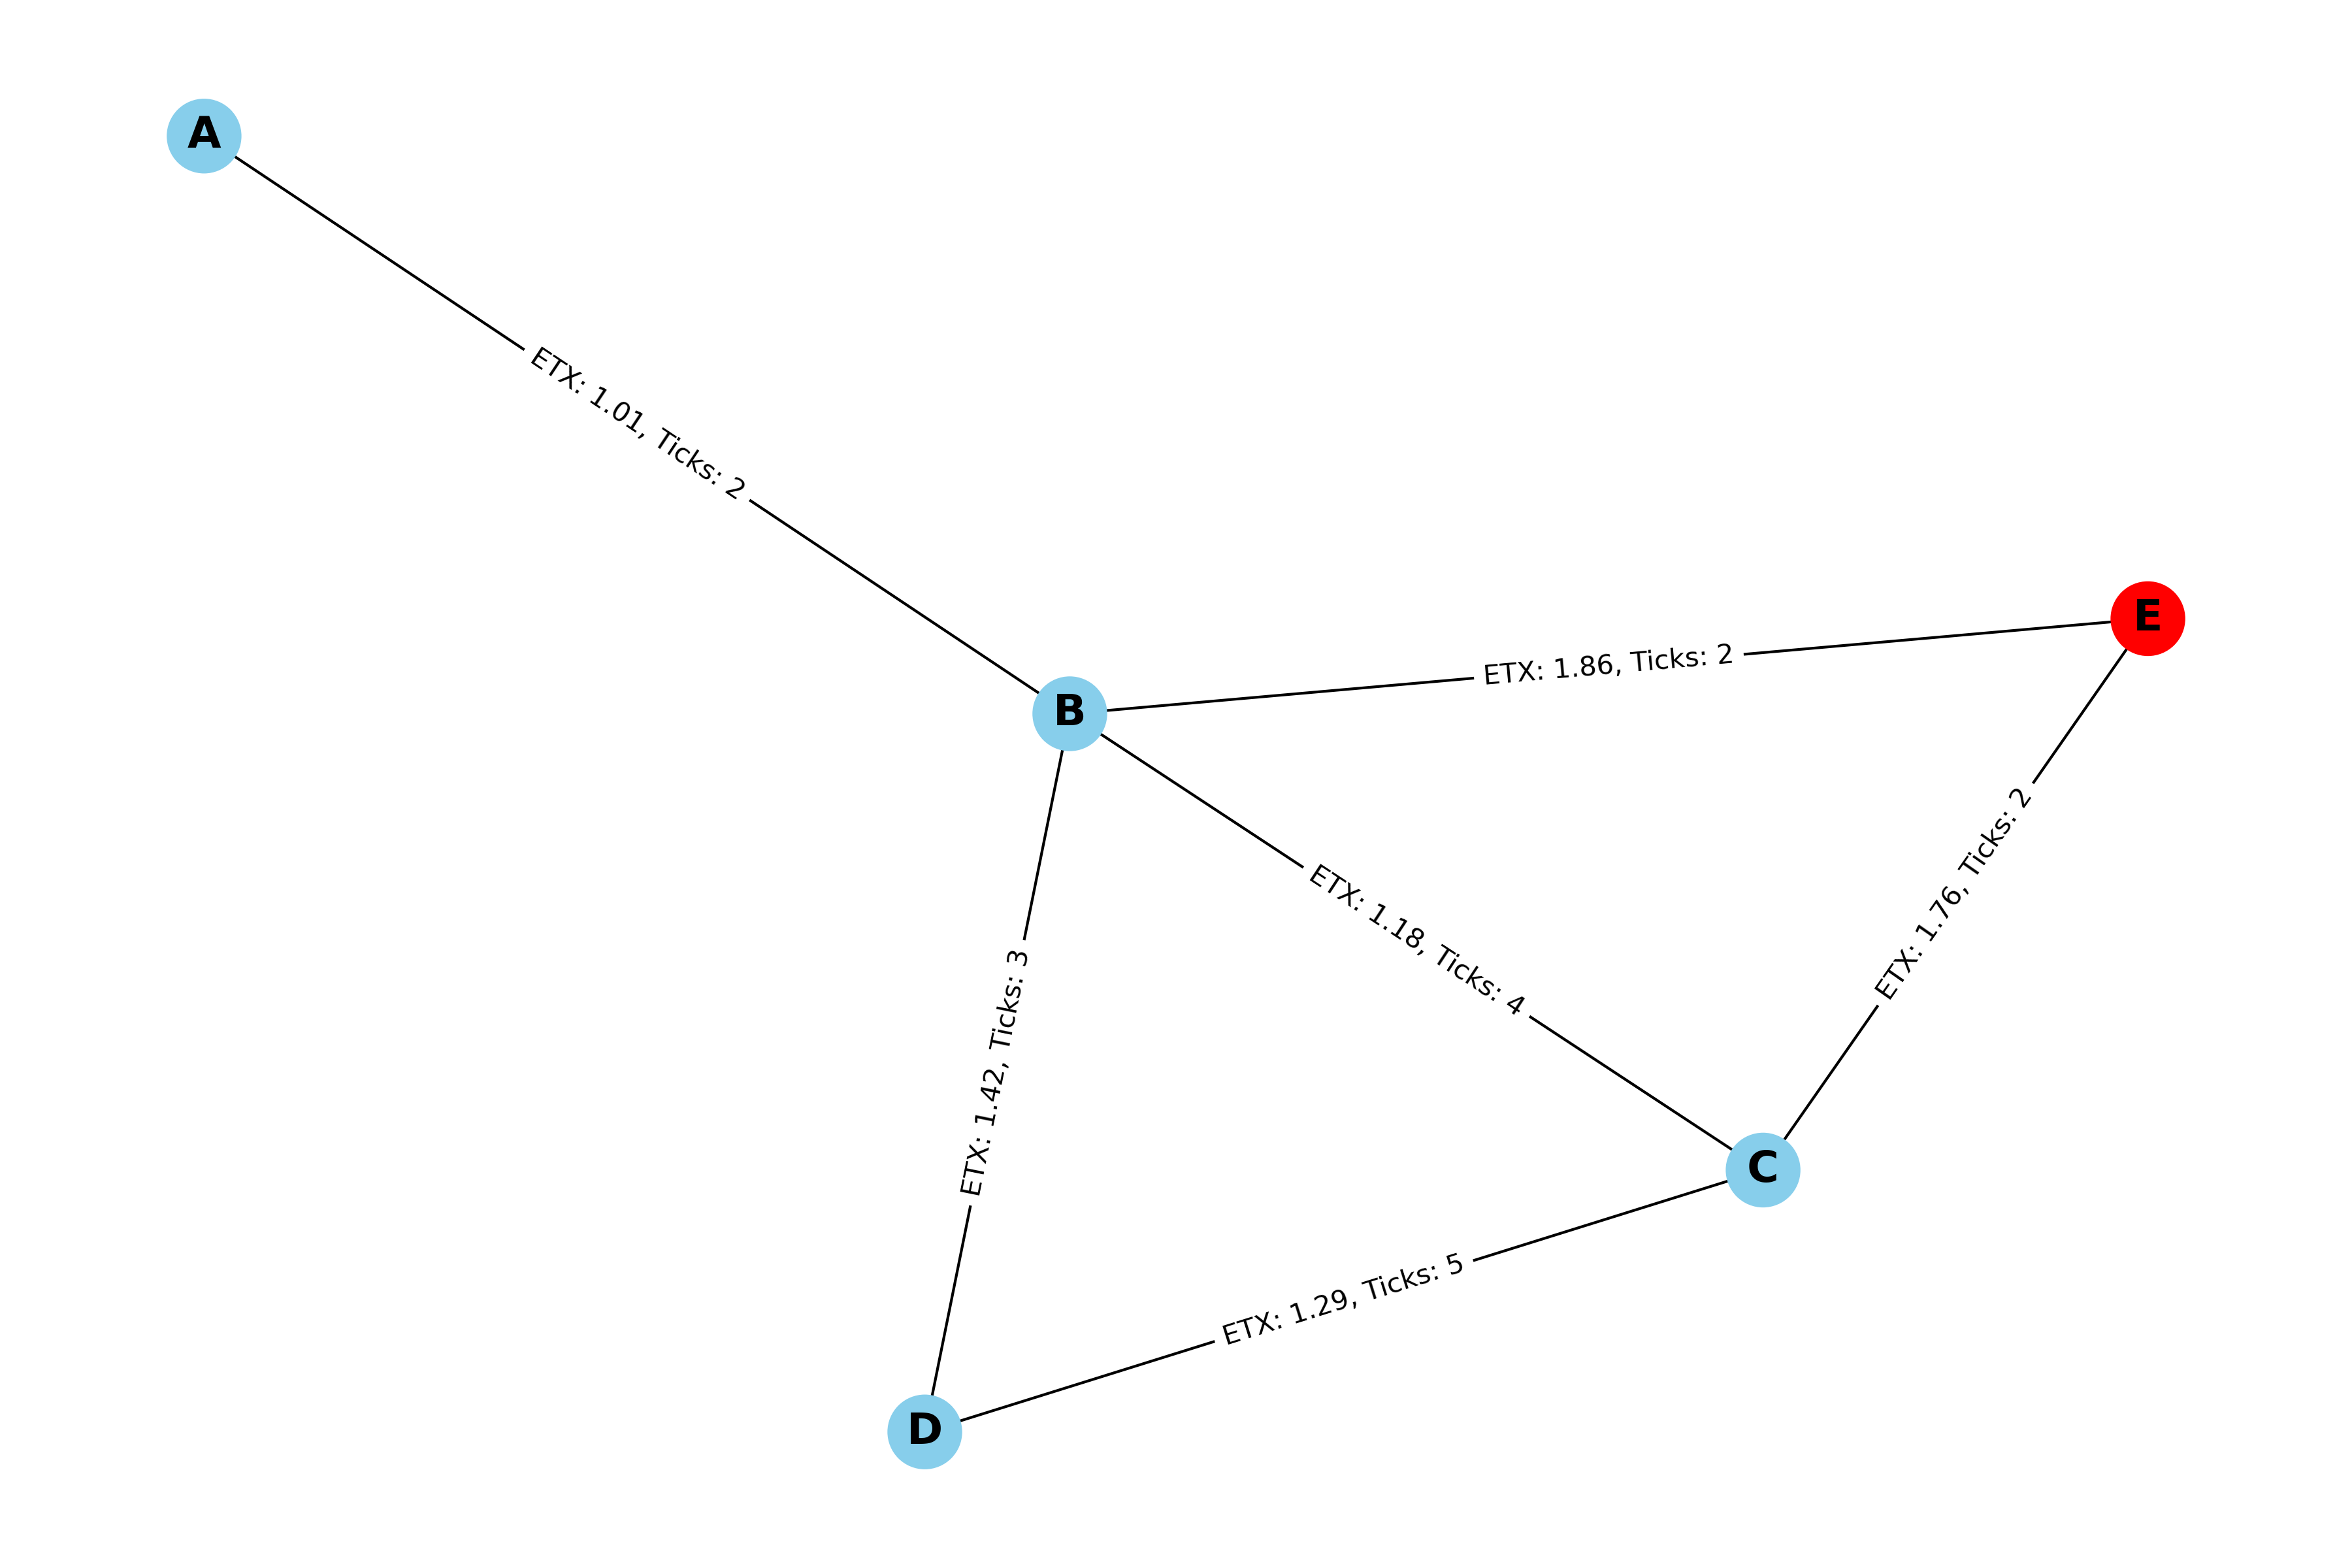 A
ETX: 1.01, Ticks: 2
E
ETX: 1.86, Ticks: 2
B
ETX: 1.76, Ticks: 2
ETX: 1.18, Ticks: 4
ETX: 1.42, Ticks: 3
C
ETX: 1.29, Ticks: 5
D